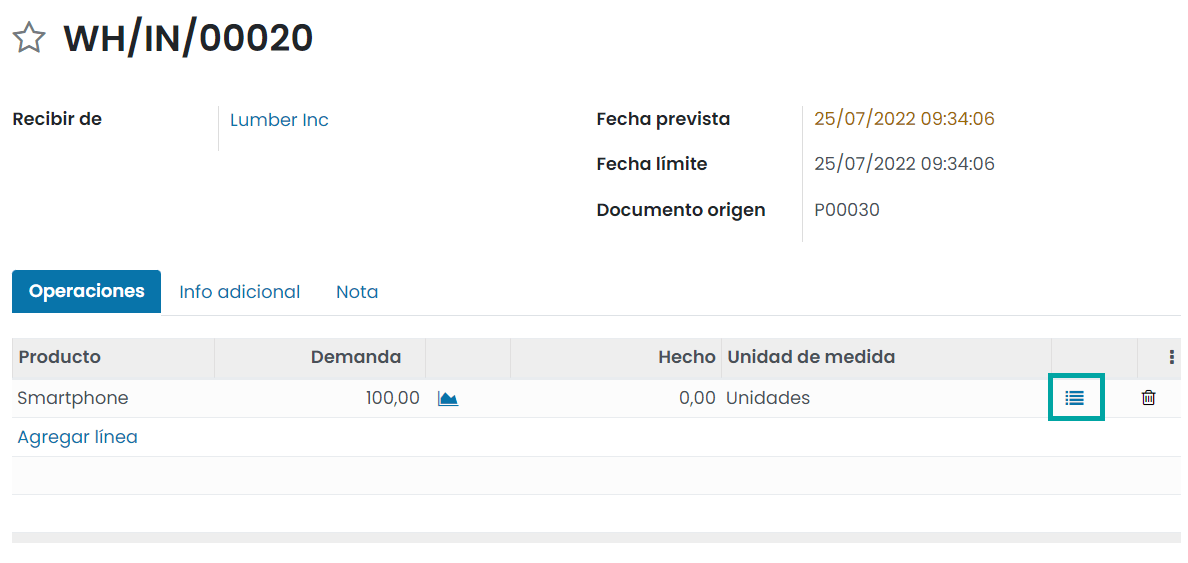 WH/IN/00020
Recibir de Lumber Inc Fecha prevista 25/07/2022 09:34:06
Fecha límite 25/07/2022 09:34:06
Documento origen P00030
Operaciones Info adicional Nota
Producto Demanda Hecho Unidad de medida
Smartphone 100,00 0,00 Unidades
Agregar línea